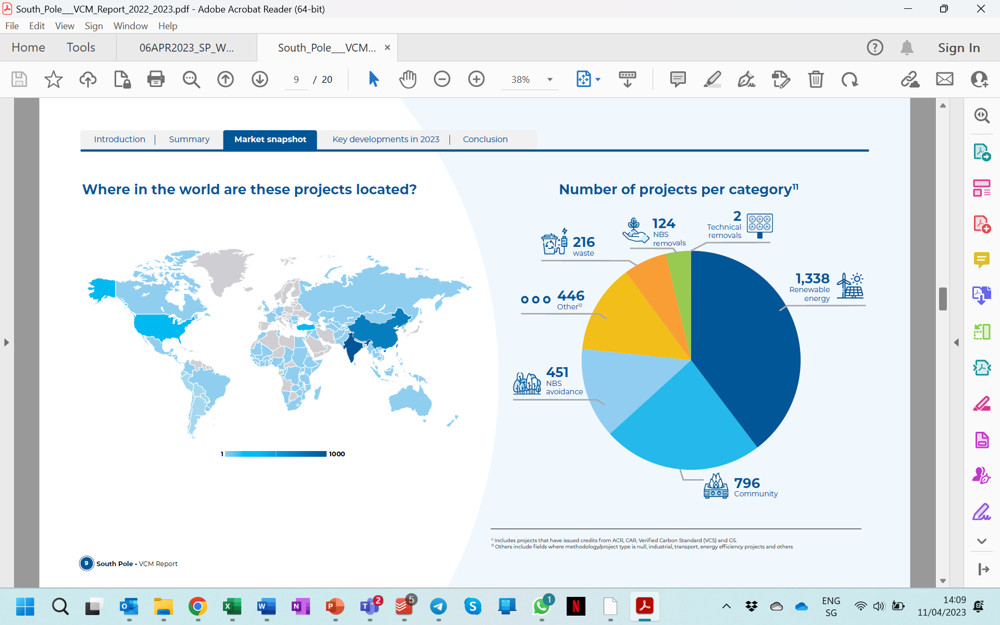 South_Pole___VCM_Report_2022_2023.pdf - Adobe Acrobat Reader (64-bit)
File Edit View Sign Window Help
Home Tools 06APR2023_SP_W... South_Pole___VCM... × Sign In
9 / 20 38%
Introduction | Summary Market snapshot Key developments in 2023 | Conclusion
Where in the world are these projects located?
1 1000
Number of projects per category¹¹
2
Technical
removals
124
NBS
removals
216
waste
1,338
Renewable
energy
446
Other¹²
451
NBS
avoidance
796
Community
¹¹ Includes projects that have issued credits from ACR, CAR, Verified Carbon Standard (VCS) and GS.
¹² Others include fields where methodology/project type is null, industrial, transport, energy efficiency projects and others
9 South Pole • VCM Report
2 5 1
ENG
SG
14:09
11/04/2023